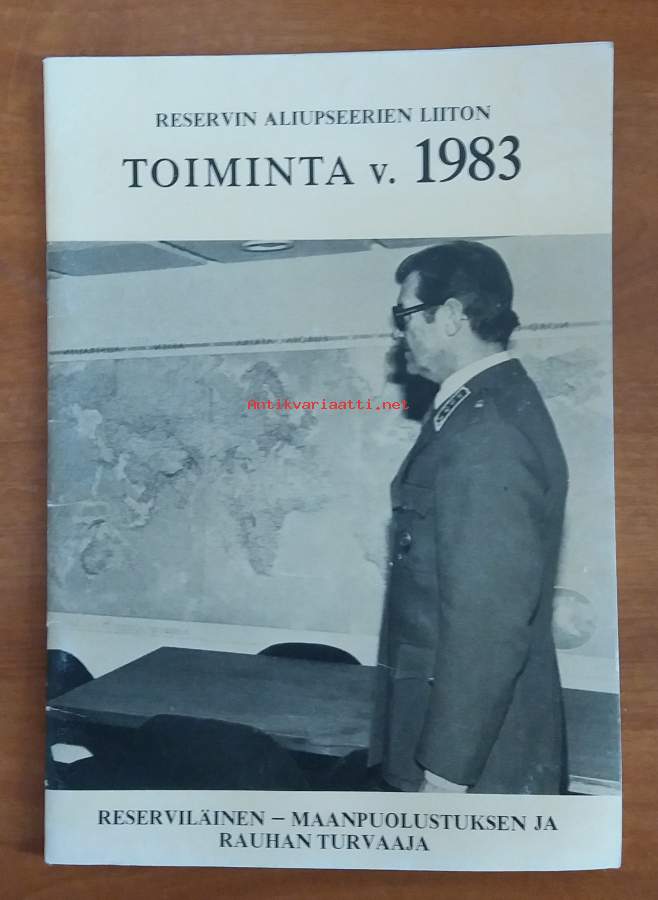 RESERVIN ALIUPSEERIEN LIITON
TOIMINTA v. 1983
Antikvariaatti.net
RESERVILÄINEN – MAANPUOLUSTUKSEN JA
RAUHAN TURVAAJA